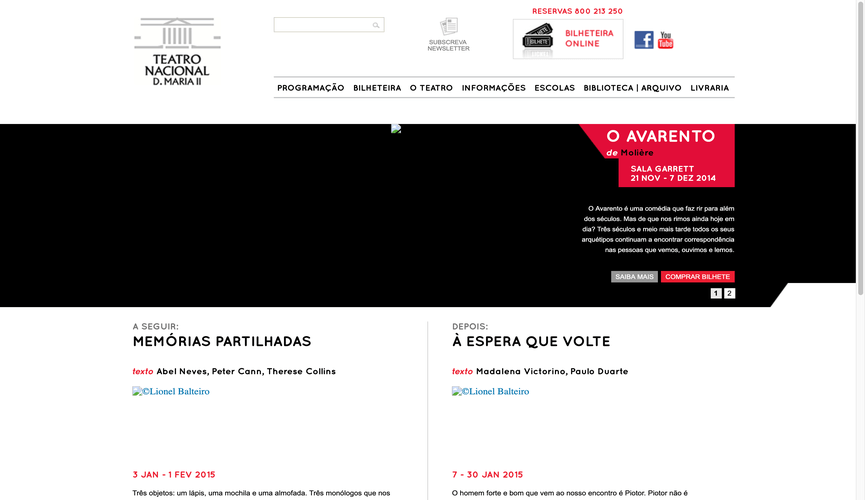 RESERVAS 800 213 250
BILHETEIRA
ONLINE
BILHETE
SUBSCREVA
NEWSLETTER
You
Tube
TEATRO
NACIONAL
D. MARIA II
PROGRAMAÇÃO BILHETEIRA O TEATRO INFORMAÇÕES ESCOLAS BIBLIOTECA | ARQUIVO LIVRARIA
O AVARENTO
de Molière
SALA GARRETT
21 NOV - 7 DEZ 2014
O Avarento é uma comédia que faz rir para além
dos séculos. Mas de que nos rimos ainda hoje em
dia? Três séculos e meio mais tarde todos os seus
arquétipos continuam a encontrar correspondência
nas pessoas que vemos, ouvimos e lemos.
SAIBA MAIS COMPRAR BILHETE
1 2
A SEGUIR:
MEMÓRIAS PARTILHADAS
texto Abel Neves, Peter Cann, Therese Collins
©Lionel Balteiro
3 JAN - 1 FEV 2015
Três objetos: um lápis, uma mochila e uma almofada. Três monólogos que nos
DEPOIS:
À ESPERA QUE VOLTE
texto Madalena Victorino, Paulo Duarte
©Lionel Balteiro
7 - 30 JAN 2015
O homem forte e bom que vem ao nosso encontro é Piotor. Piotor não é